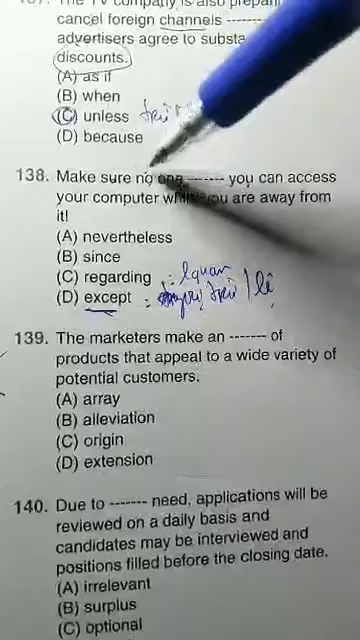 cancel foreign channels -------
advertisers agree to substa
discounts.
(A) as if
(B) when
(C) unless
(D) because
138. Make sure no one ------- you can access
your computer while you are away from
it!
(A) nevertheless
(B) since
(C) regarding : lquan
(D) except : ngoại trừ / lê
139. The marketers make an ------- of
products that appeal to a wide variety of
potential customers.
(A) array
(B) alleviation
(C) origin
(D) extension
140. Due to ------- need, applications will be
reviewed on a daily basis and
candidates may be interviewed and
positions filled before the closing date.
(A) irrelevant
(B) surplus
(C) optional